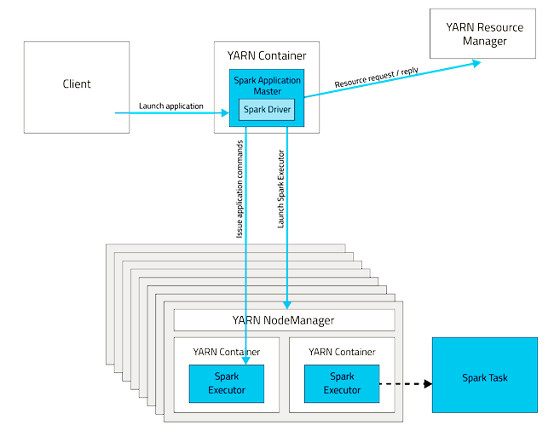 YARN Resource
Manager
YARN Container
Client
Spark Application
Master
Spark Driver
Launch application
Resource request / reply
Issue application commands
Launch Spark Executor
YARN NodeManager
YARN Container
YARN Container
Spark
Executor
Spark
Executor
Spark Task